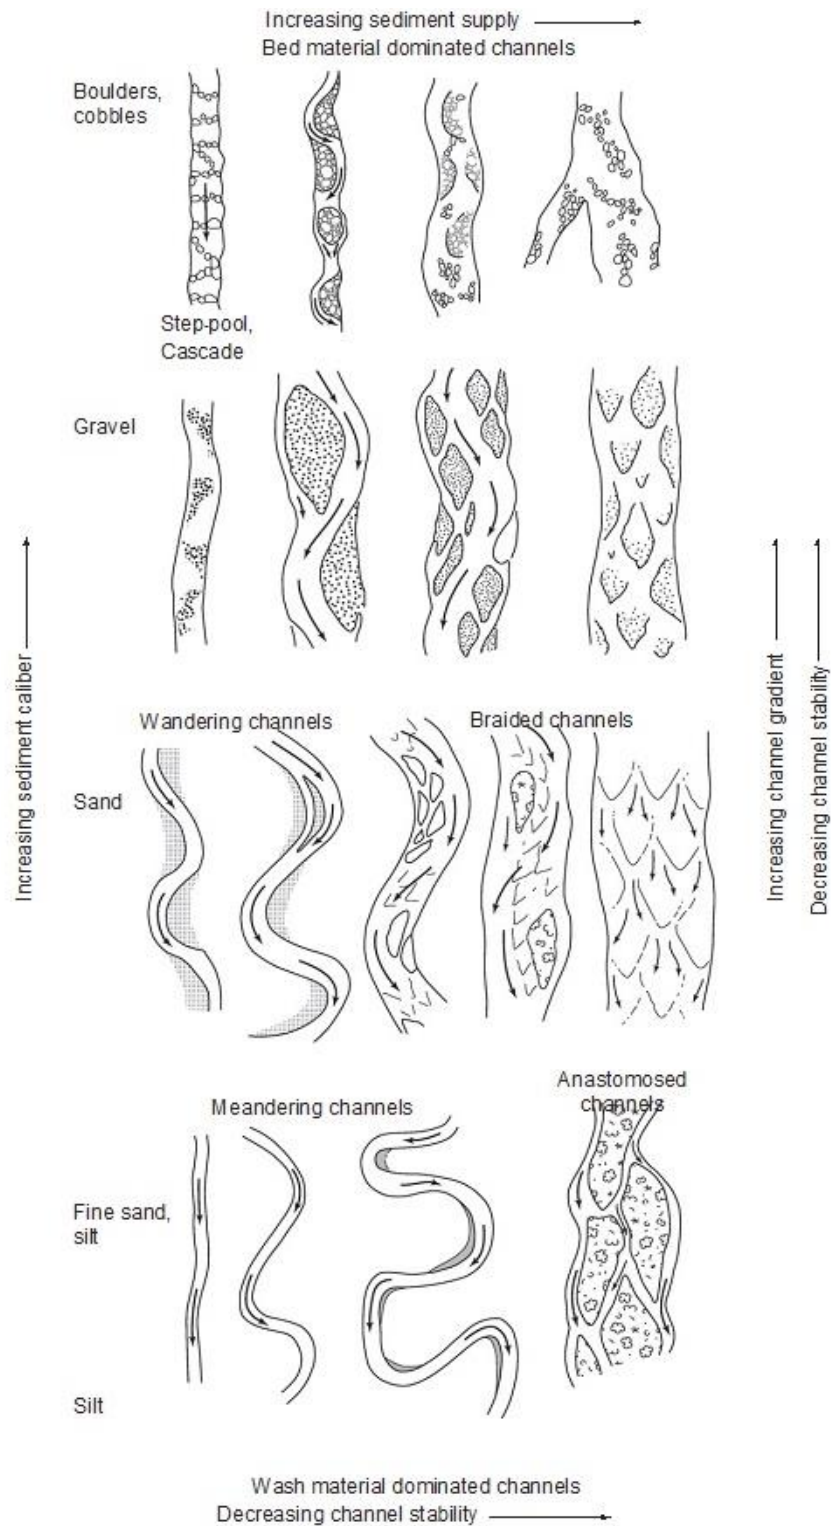 Increasing sediment supply
Bed material dominated channels
Boulders,
cobbles
Step-pool,
Cascade
Gravel
Increasing sediment caliber
Increasing channel gradient
Decreasing channel stability
Wandering channels
Braided channels
Sand
Anastomosed
channels
Meandering channels
Fine sand,
silt
Silt
Wash material dominated channels
Decreasing channel stability